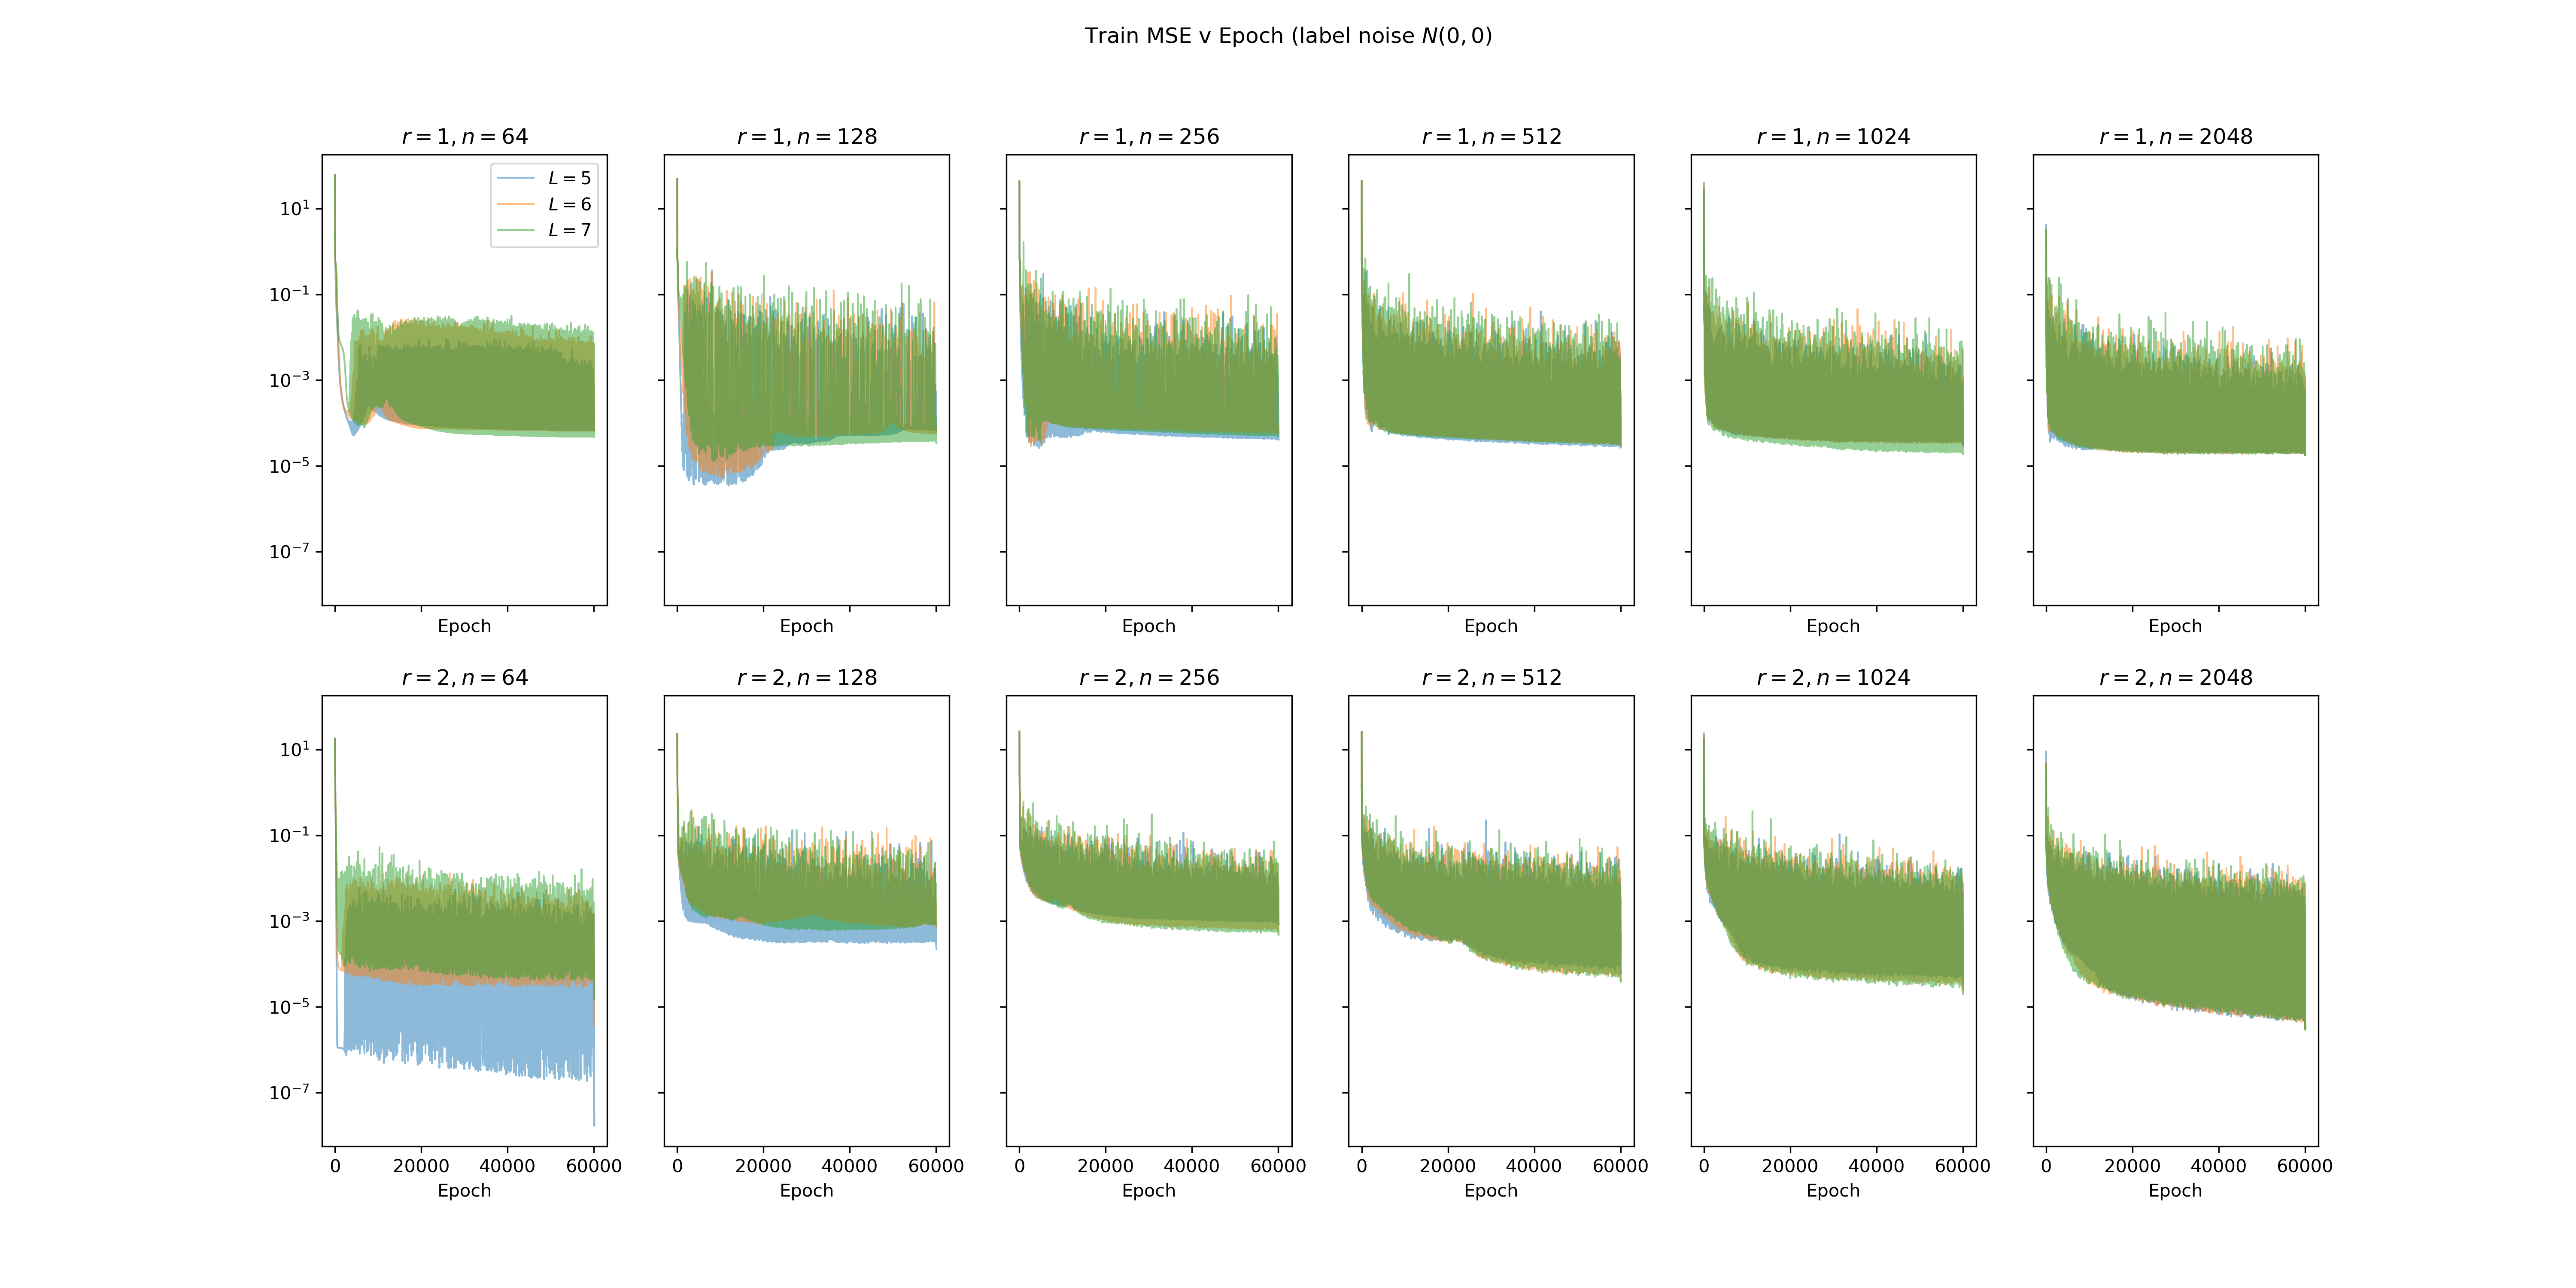 Train MSE v Epoch (label noise N(0, 0)
r = 1, n = 64
r = 1, n = 128
r = 1, n = 256
r = 1, n = 512
r = 1, n = 1024
r = 1, n = 2048
L = 5
L = 6
L = 7
10¹
10⁻¹
10⁻³
10⁻⁵
10⁻⁷
Epoch
Epoch
Epoch
Epoch
Epoch
Epoch
r = 2, n = 64
r = 2, n = 128
r = 2, n = 256
r = 2, n = 512
r = 2, n = 1024
r = 2, n = 2048
10¹
10⁻¹
10⁻³
10⁻⁵
10⁻⁷
0 20000 40000 60000
0 20000 40000 60000
0 20000 40000 60000
0 20000 40000 60000
0 20000 40000 60000
0 20000 40000 60000
Epoch
Epoch
Epoch
Epoch
Epoch
Epoch